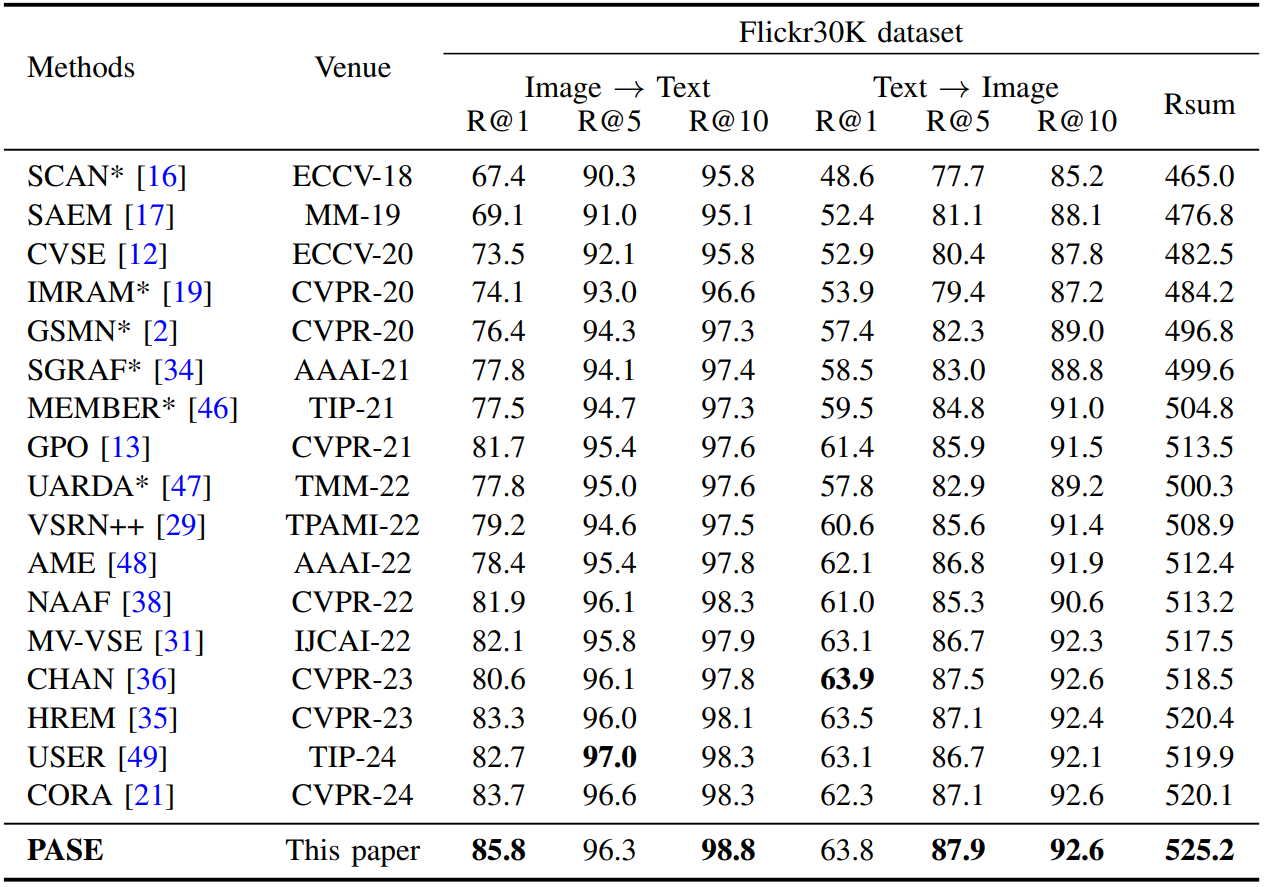 Flickr30K dataset
Methods Venue
Image → Text Text → Image Rsum
R@1 R@5 R@10 R@1 R@5 R@10
SCAN* [16] ECCV-18 67.4 90.3 95.8 48.6 77.7 85.2 465.0
SAEM [17] MM-19 69.1 91.0 95.1 52.4 81.1 88.1 476.8
CVSE [12] ECCV-20 73.5 92.1 95.8 52.9 80.4 87.8 482.5
IMRAM* [19] CVPR-20 74.1 93.0 96.6 53.9 79.4 87.2 484.2
GSMN* [2] CVPR-20 76.4 94.3 97.3 57.4 82.3 89.0 496.8
SGRAF* [34] AAAI-21 77.8 94.1 97.4 58.5 83.0 88.8 499.6
MEMBER* [46] TIP-21 77.5 94.7 97.3 59.5 84.8 91.0 504.8
GPO [13] CVPR-21 81.7 95.4 97.6 61.4 85.9 91.5 513.5
UARDA* [47] TMM-22 77.8 95.0 97.6 57.8 82.9 89.2 500.3
VSRN++ [29] TPAMI-22 79.2 94.6 97.5 60.6 85.6 91.4 508.9
AME [48] AAAI-22 78.4 95.4 97.8 62.1 86.8 91.9 512.4
NAAF [38] CVPR-22 81.9 96.1 98.3 61.0 85.3 90.6 513.2
MV-VSE [31] IJCAI-22 82.1 95.8 97.9 63.1 86.7 92.3 517.5
CHAN [36] CVPR-23 80.6 96.1 97.8 63.9 87.5 92.6 518.5
HREM [35] CVPR-23 83.3 96.0 98.1 63.5 87.1 92.4 520.4
USER [49] TIP-24 82.7 97.0 98.3 63.1 86.7 92.1 519.9
CORA [21] CVPR-24 83.7 96.6 98.3 62.3 87.1 92.6 520.1
PASE This paper 85.8 96.3 98.8 63.8 87.9 92.6 525.2